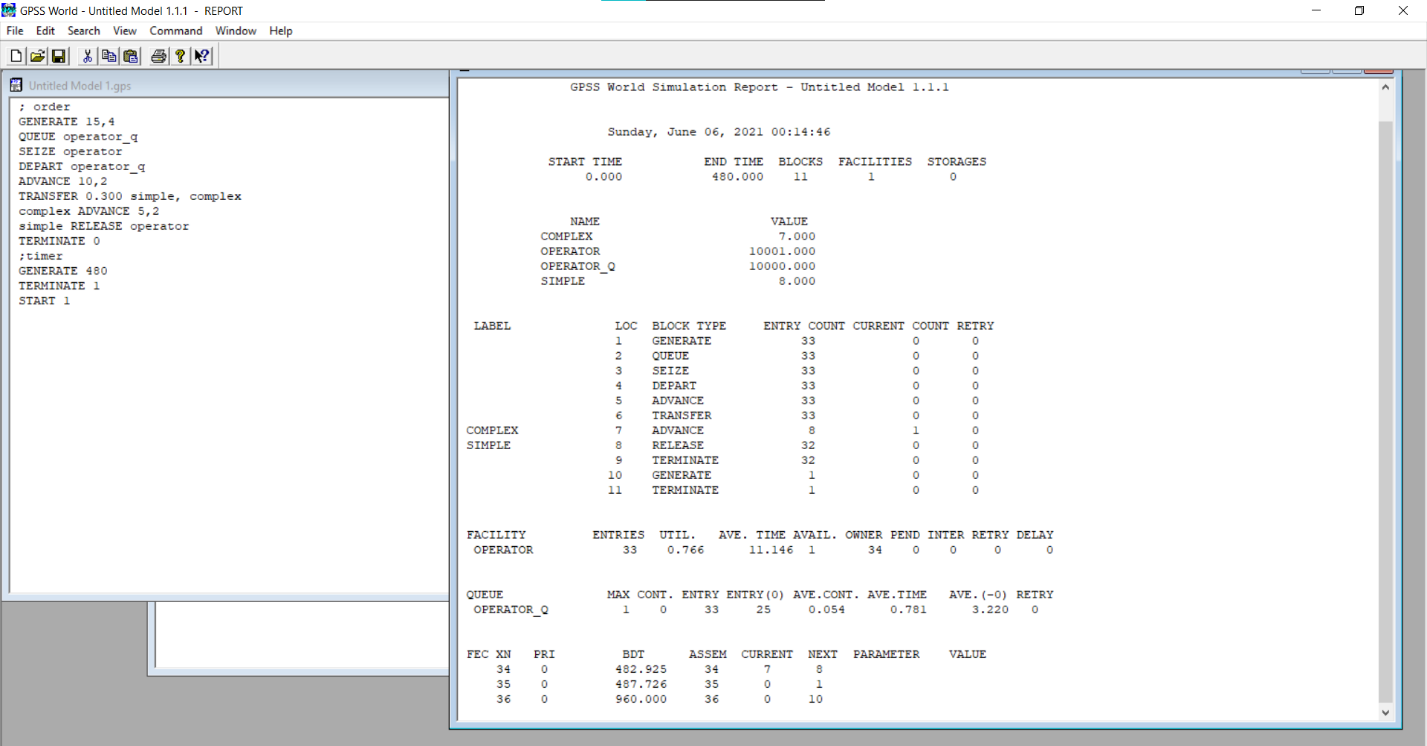 GPSS World - Untitled Model 1.1.1 - REPORT
File Edit Search View Command Window Help
Untitled Model 1.gps
; order
GENERATE 15,4
QUEUE operator_q
SEIZE operator
DEPART operator_q
ADVANCE 10,2
TRANSFER 0.300 simple, complex
complex ADVANCE 5,2
simple RELEASE operator
TERMINATE 0
;timer
GENERATE 480
TERMINATE 1
START 1
GPSS World Simulation Report - Untitled Model 1.1.1
Sunday, June 06, 2021 00:14:46
START TIME END TIME BLOCKS FACILITIES STORAGES
0.000 480.000 11 1 0
NAME VALUE
COMPLEX 7.000
OPERATOR 10001.000
OPERATOR_Q 10000.000
SIMPLE 8.000
LABEL LOC BLOCK TYPE ENTRY COUNT CURRENT COUNT RETRY
1 GENERATE 33 0 0
2 QUEUE 33 0 0
3 SEIZE 33 0 0
4 DEPART 33 0 0
5 ADVANCE 33 0 0
6 TRANSFER 33 0 0
COMPLEX 7 ADVANCE 8 1 0
SIMPLE 8 RELEASE 32 0 0
9 TERMINATE 32 0 0
10 GENERATE 1 0 0
11 TERMINATE 1 0 0
FACILITY ENTRIES UTIL. AVE. TIME AVAIL. OWNER PEND INTER RETRY DELAY
OPERATOR 33 0.766 11.146 1 34 0 0 0 0
QUEUE MAX CONT. ENTRY ENTRY(0) AVE.CONT. AVE.TIME AVE.(-0) RETRY
OPERATOR_Q 1 0 33 25 0.054 0.781 3.220 0
FEC XN PRI BDT ASSEM CURRENT NEXT PARAMETER VALUE
34 0 482.925 34 7 8
35 0 487.726 35 0 1
36 0 960.000 36 0 10